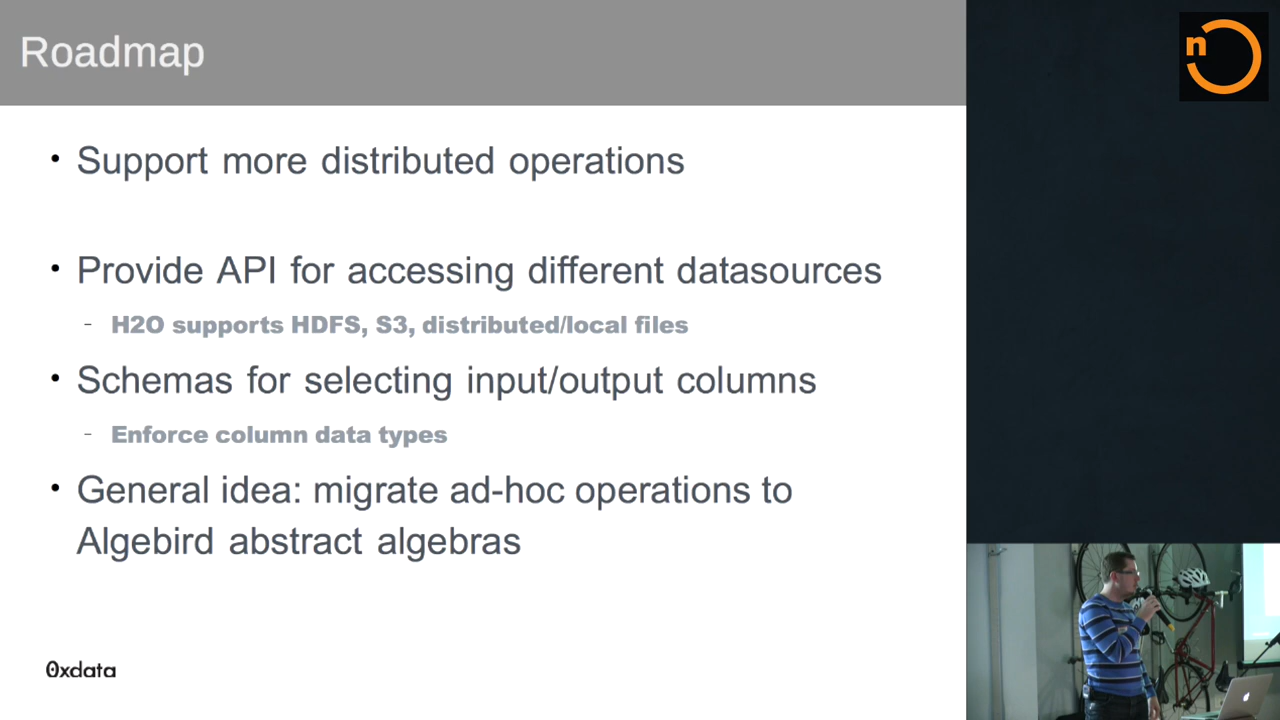 Roadmap
• Support more distributed operations
• Provide API for accessing different datasources
- H2O supports HDFS, S3, distributed/local files
• Schemas for selecting input/output columns
- Enforce column data types
• General idea: migrate ad-hoc operations to
Algebird abstract algebras
0xdata
n